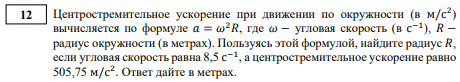 12 Центростремительное ускорение при движении по окружности (в м/с²)
вычисляется по формуле a = ω²R, где ω − угловая скорость (в с⁻¹), R −
радиус окружности (в метрах). Пользуясь этой формулой, найдите радиус R,
если угловая скорость равна 8,5 с⁻¹, а центростремительное ускорение равно
505,75 м/с². Ответ дайте в метрах.